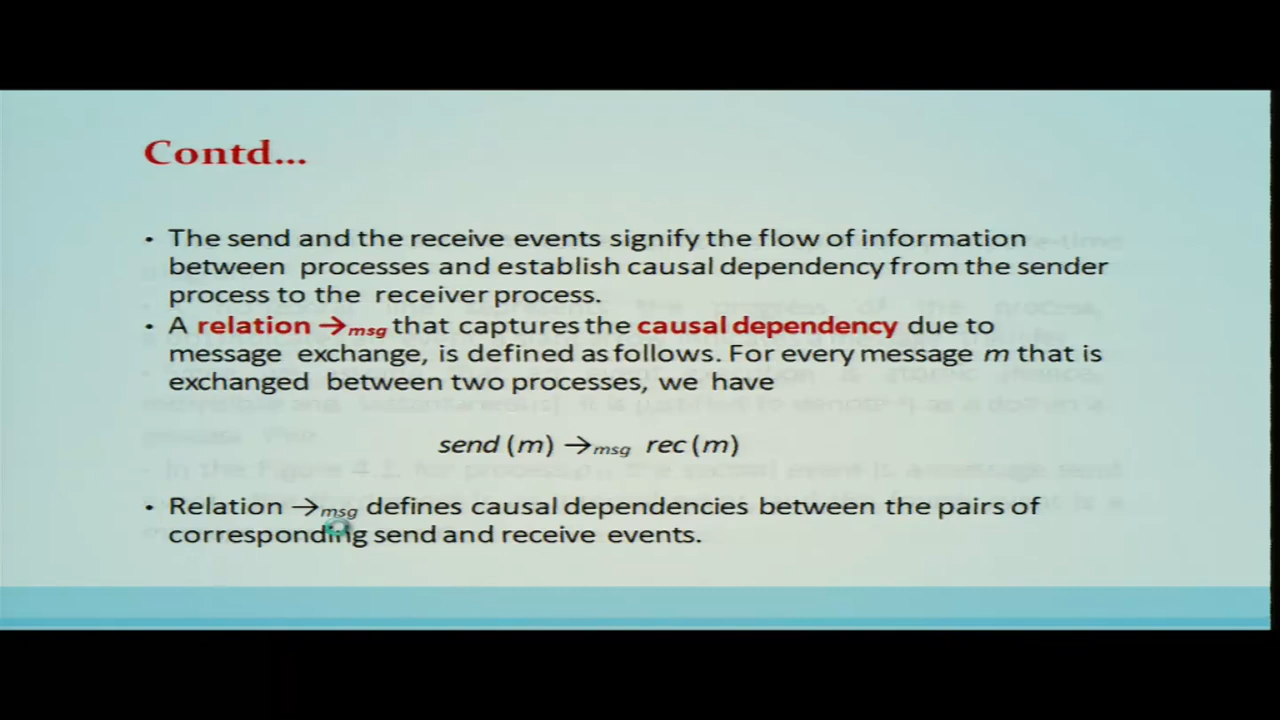 Contd...
• The send and the receive events signify the flow of information
between processes and establish causal dependency from the sender
process to the receiver process.
• A relation →msg that captures the causal dependency due to
message exchange, is defined as follows. For every message m that is
exchanged between two processes, we have
send (m) →msg rec (m)
• Relation →msg defines causal dependencies between the pairs of
corresponding send and receive events.